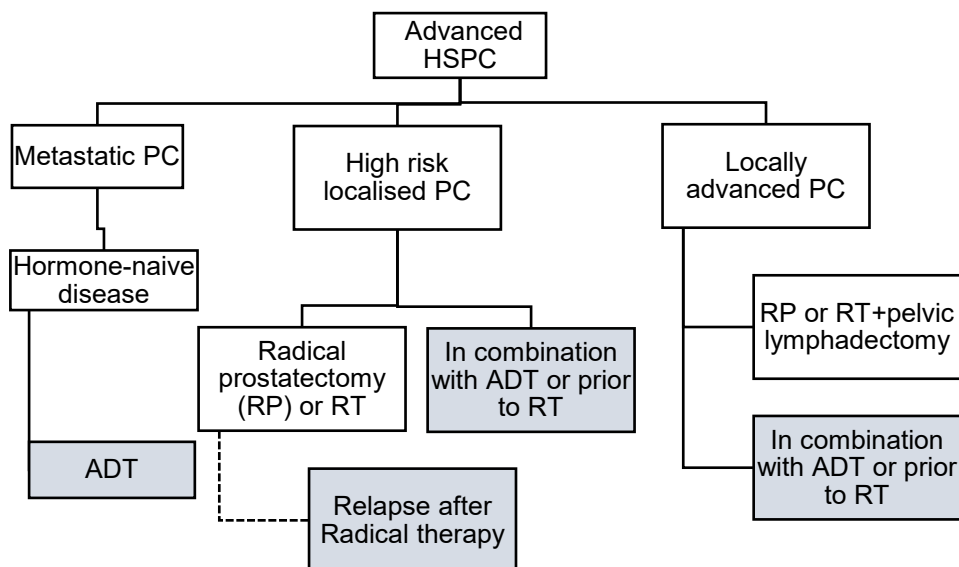 Advanced
HSPC
Metastatic PC
High risk
localised PC
Locally
advanced PC
Hormone-naive
disease
RP or RT+pelvic
lymphadectomy
Radical
prostatectomy
(RP) or RT
In combination
with ADT or prior
to RT
In combination
with ADT or prior
to RT
ADT
Relapse after
Radical therapy